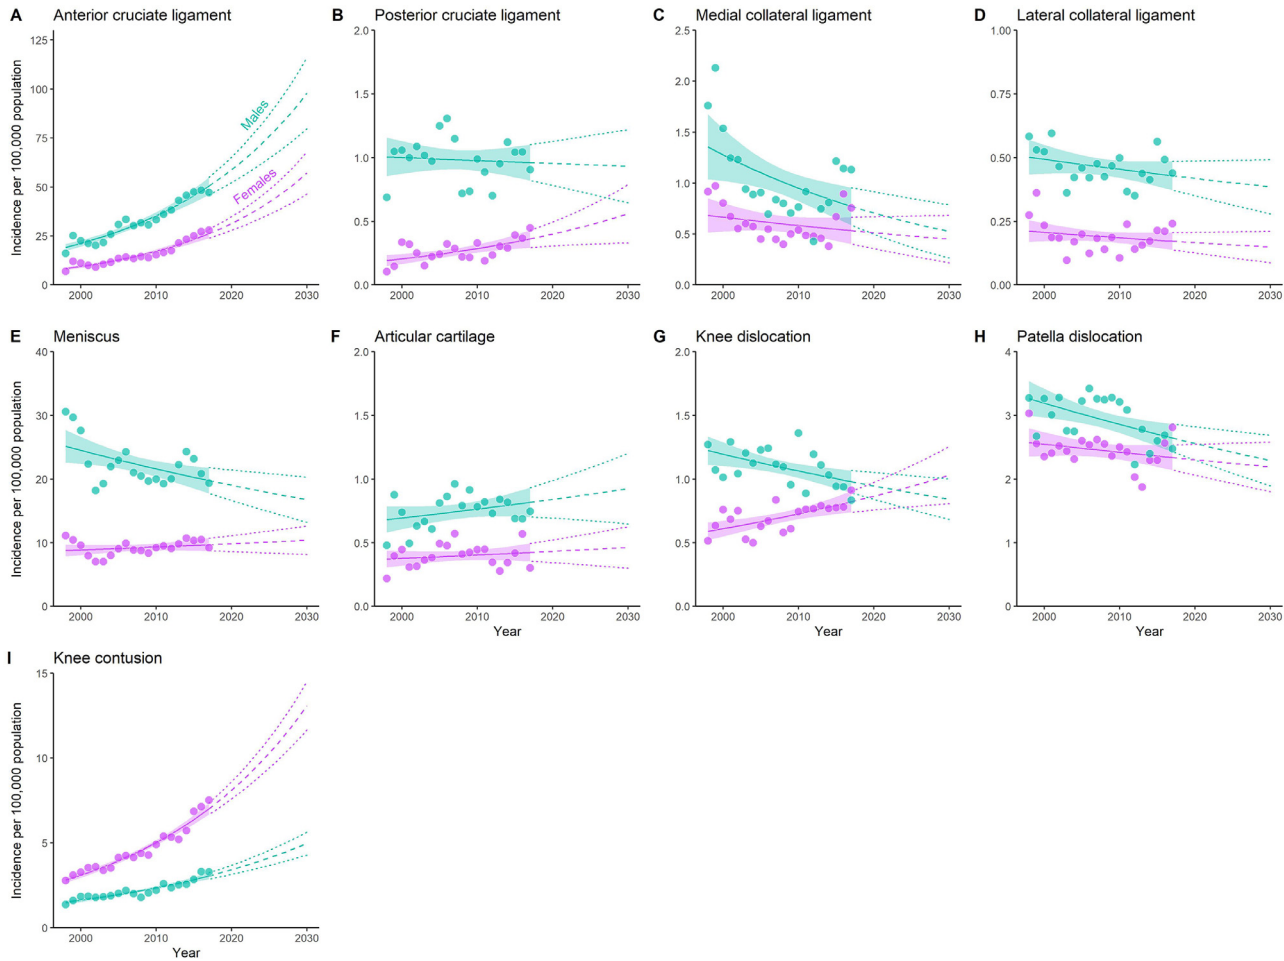 A Anterior cruciate ligament
B Posterior cruciate ligament
C Medial collateral ligament
D Lateral collateral ligament
Incidence per 100,000 population
125
100
75
50
25
0
Males
Females
2000 2010 2020 2030
2.0
1.5
1.0
0.5
0.0
2000 2010 2020 2030
2.5
2.0
1.5
1.0
0.5
0.0
2000 2010 2020 2030
1.00
0.75
0.50
0.25
0.00
2000 2010 2020 2030
E Meniscus
F Articular cartilage
G Knee dislocation
H Patella dislocation
Incidence per 100,000 population
40
30
20
10
0
2000 2010 2020 2030
2.0
1.5
1.0
0.5
0.0
2000 2010 2020 2030
Year
2.0
1.5
1.0
0.5
0.0
2000 2010 2020 2030
Year
4
3
2
1
0
2000 2010 2020 2030
Year
I Knee contusion
Incidence per 100,000 population
15
10
5
0
2000 2010 2020 2030
Year